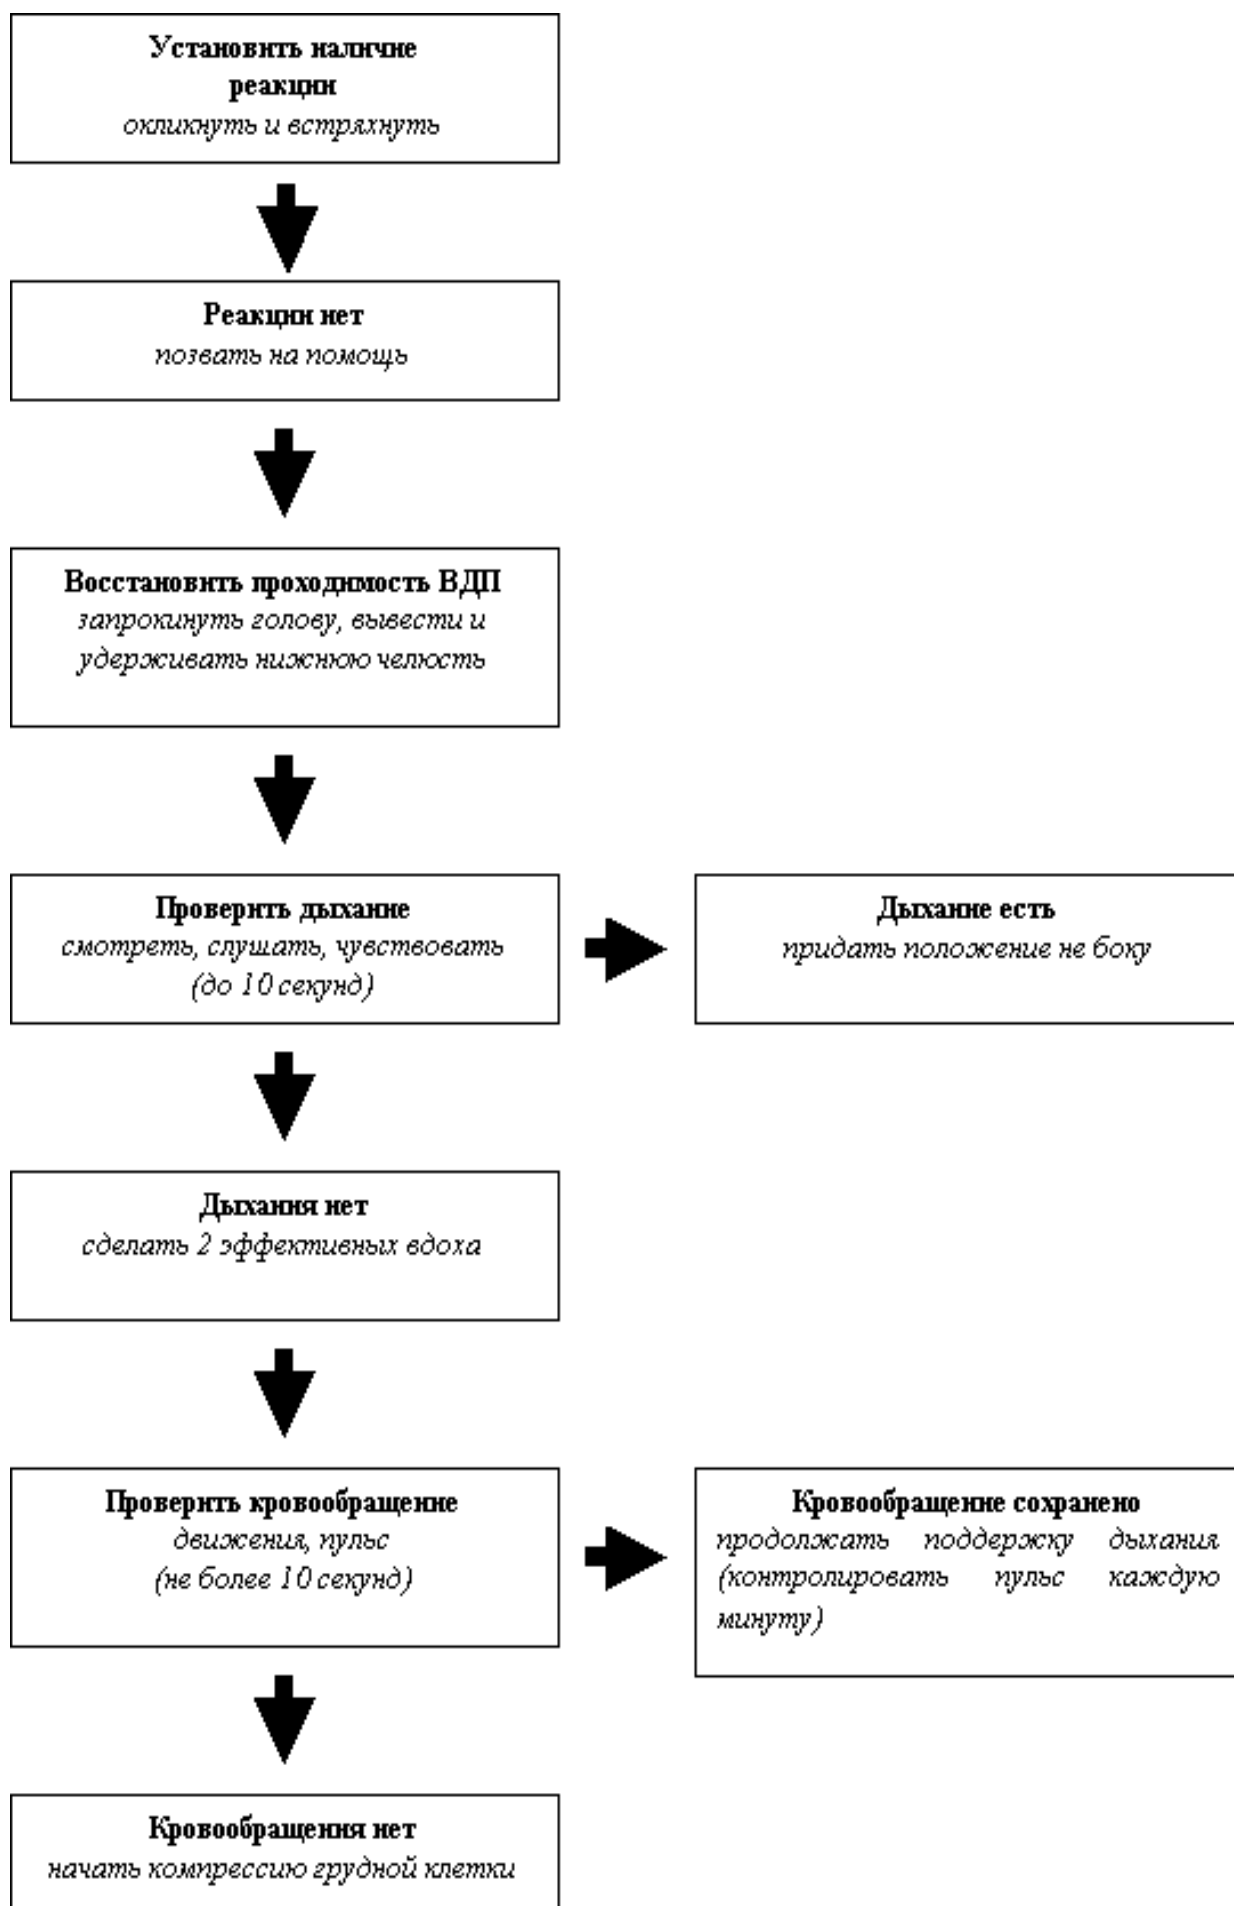 Установить наличие
реакции
окликнуть и встряхнуть
Реакции нет
позвать на помощь
Восстановить проходимость ВДП
запрокинуть голову, вывести и
удерживать нижнюю челюсть
Проверить дыхание
смотреть, слушать, чувствовать
(до 10 секунд)
Дыхание есть
придать положение не боку
Дыхания нет
сделать 2 эффективных вдоха
Проверить кровообращение
движения, пульс
(не более 10 секунд)
Кровообращение сохранено
продолжать поддержку дыхания
(контролировать пульс каждую
минуту)
Кровообращения нет
начать компрессию грудной клетки